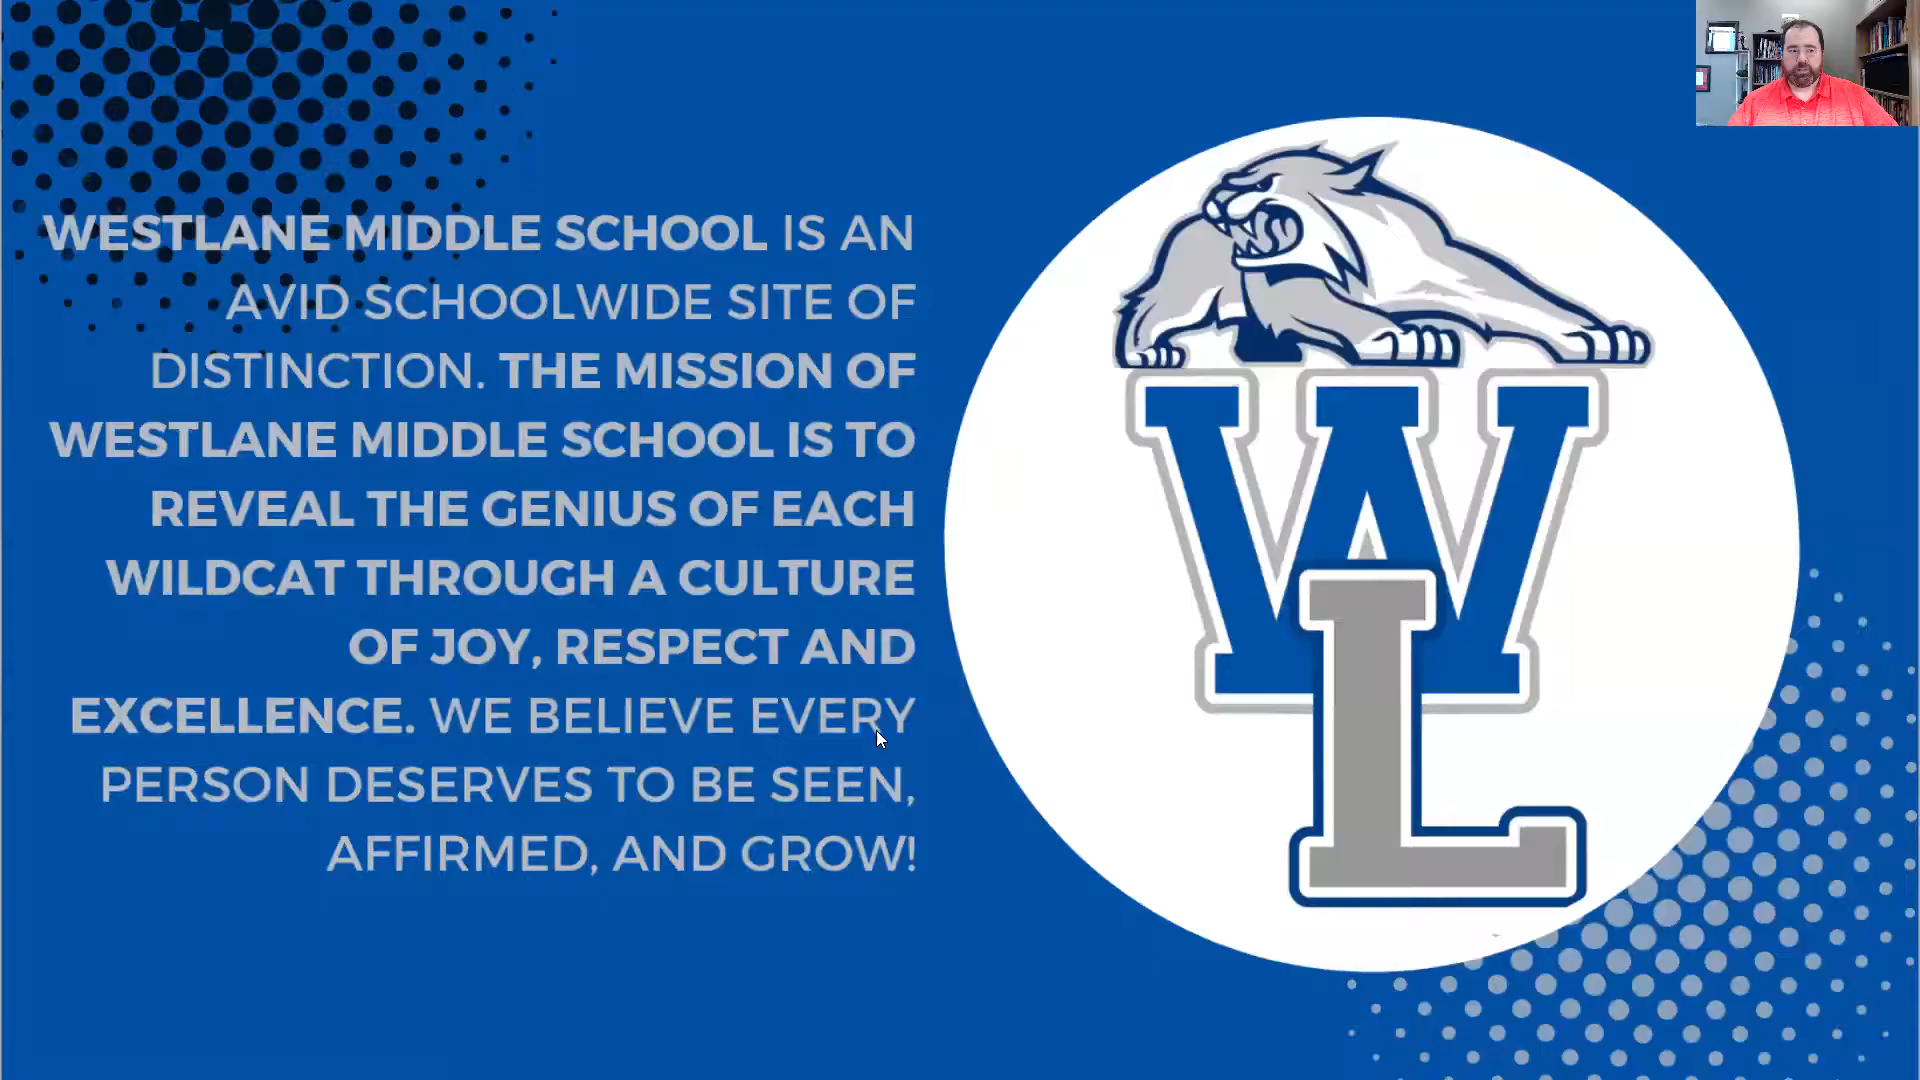 WESTLANE MIDDLE SCHOOL IS AN
AVID SCHOOLWIDE SITE OF
DISTINCTION. THE MISSION OF
WESTLANE MIDDLE SCHOOL IS TO
REVEAL THE GENIUS OF EACH
WILDCAT THROUGH A CULTURE
OF JOY, RESPECT AND
EXCELLENCE. WE BELIEVE EVERY
PERSON DESERVES TO BE SEEN,
AFFIRMED, AND GROW!
W
L